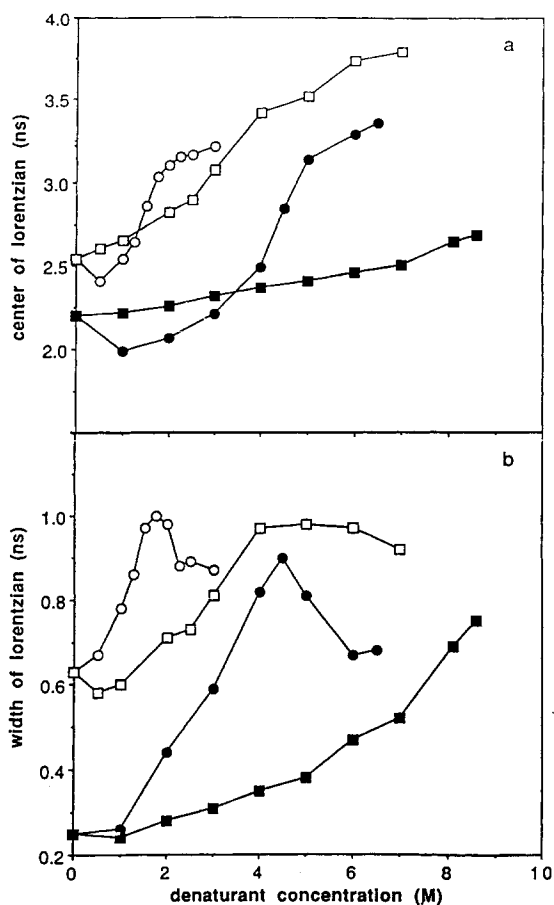 a
4.0
3.5
3.0
2.5
2.0
center of lorentzian (ns)
b
1.0
0.8
0.6
0.4
0.2
width of lorentzian (ns)
0 2 4 6 8 10
denaturant concentration (M)